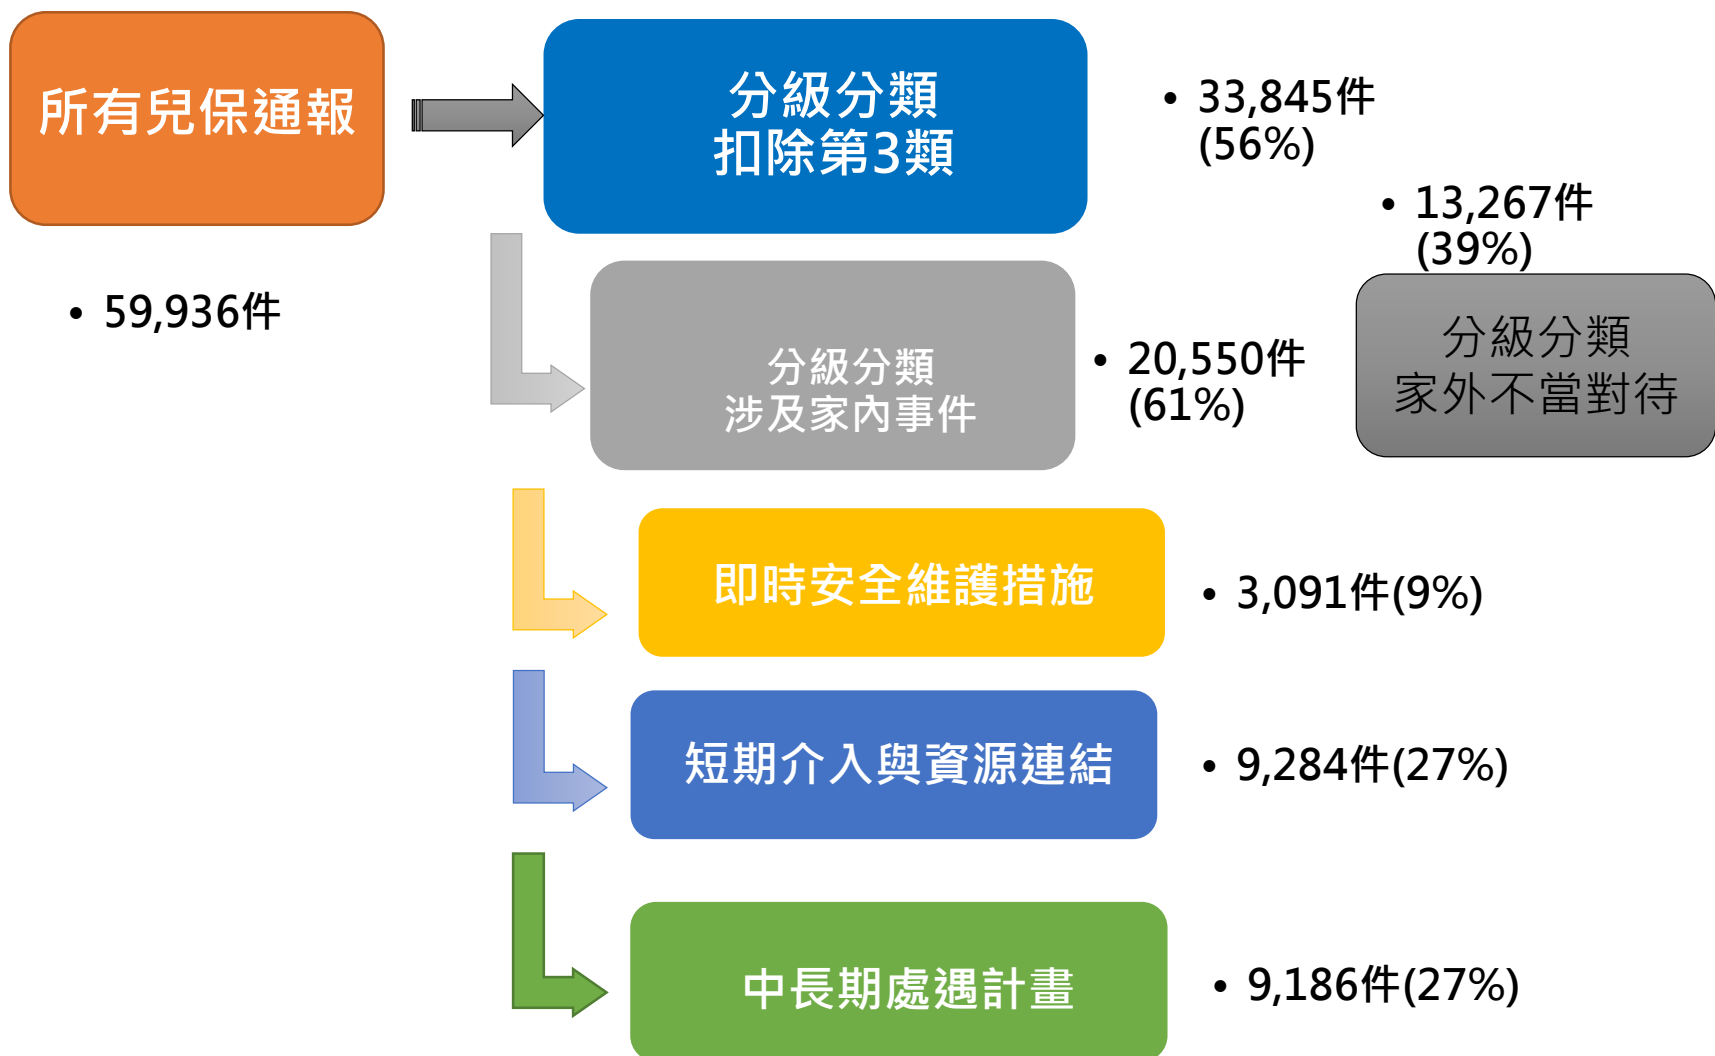 所有兒保通報
分級分類
扣除第3類
• 33,845件
(56%)
• 13,267件
(39%)
• 59,936件
分級分類
涉及家內事件
• 20,550件
(61%)
分級分類
家外不當對待
即時安全維護措施
• 3,091件(9%)
短期介入與資源連結
• 9,284件(27%)
中長期處遇計畫
• 9,186件(27%)